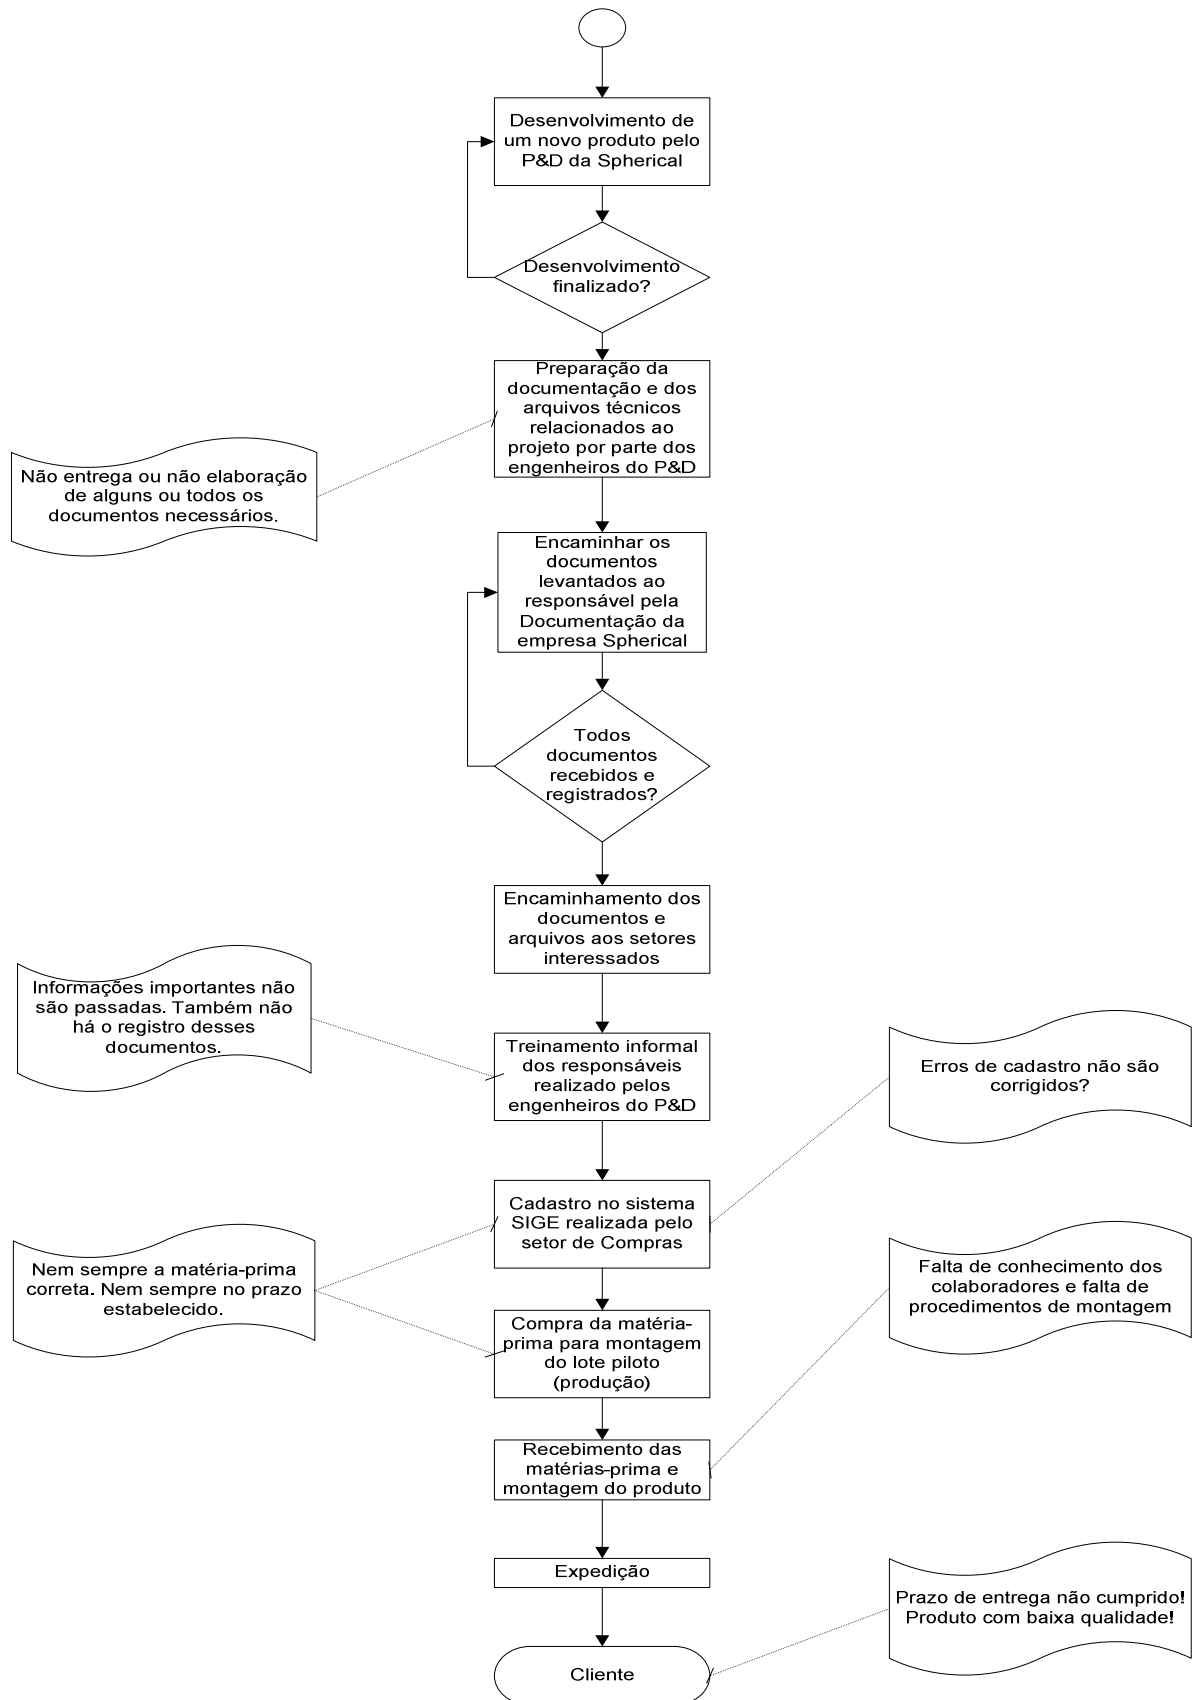 Desenvolvimento de
um novo produto pelo
P&D da Spherical
Desenvolvimento
finalizado?
Preparação da
documentação e dos
arquivos técnicos
relacionados ao
projeto por parte dos
engenheiros do P&D
Não entrega ou não elaboração
de alguns ou todos os
documentos necessários.
Encaminhar os
documentos
levantados ao
responsável pela
Documentação da
empresa Spherical
Todos
documentos
recebidos e
registrados?
Encaminhamento dos
documentos e
arquivos aos setores
interessados
Informações importantes não
são passadas. Também não
há o registro desses
documentos.
Treinamento informal
dos responsáveis
realizado pelos
engenheiros do P&D
Erros de cadastro não são
corrigidos?
Cadastro no sistema
SIGE realizada pelo
setor de Compras
Nem sempre a matéria-prima
correta. Nem sempre no prazo
estabelecido.
Falta de conhecimento dos
colaboradores e falta de
procedimentos de montagem
Compra da matéria-
prima para montagem
do lote piloto
(produção)
Recebimento das
matérias-prima e
montagem do produto
Expedição
Prazo de entrega não cumprido!
Produto com baixa qualidade!
Cliente